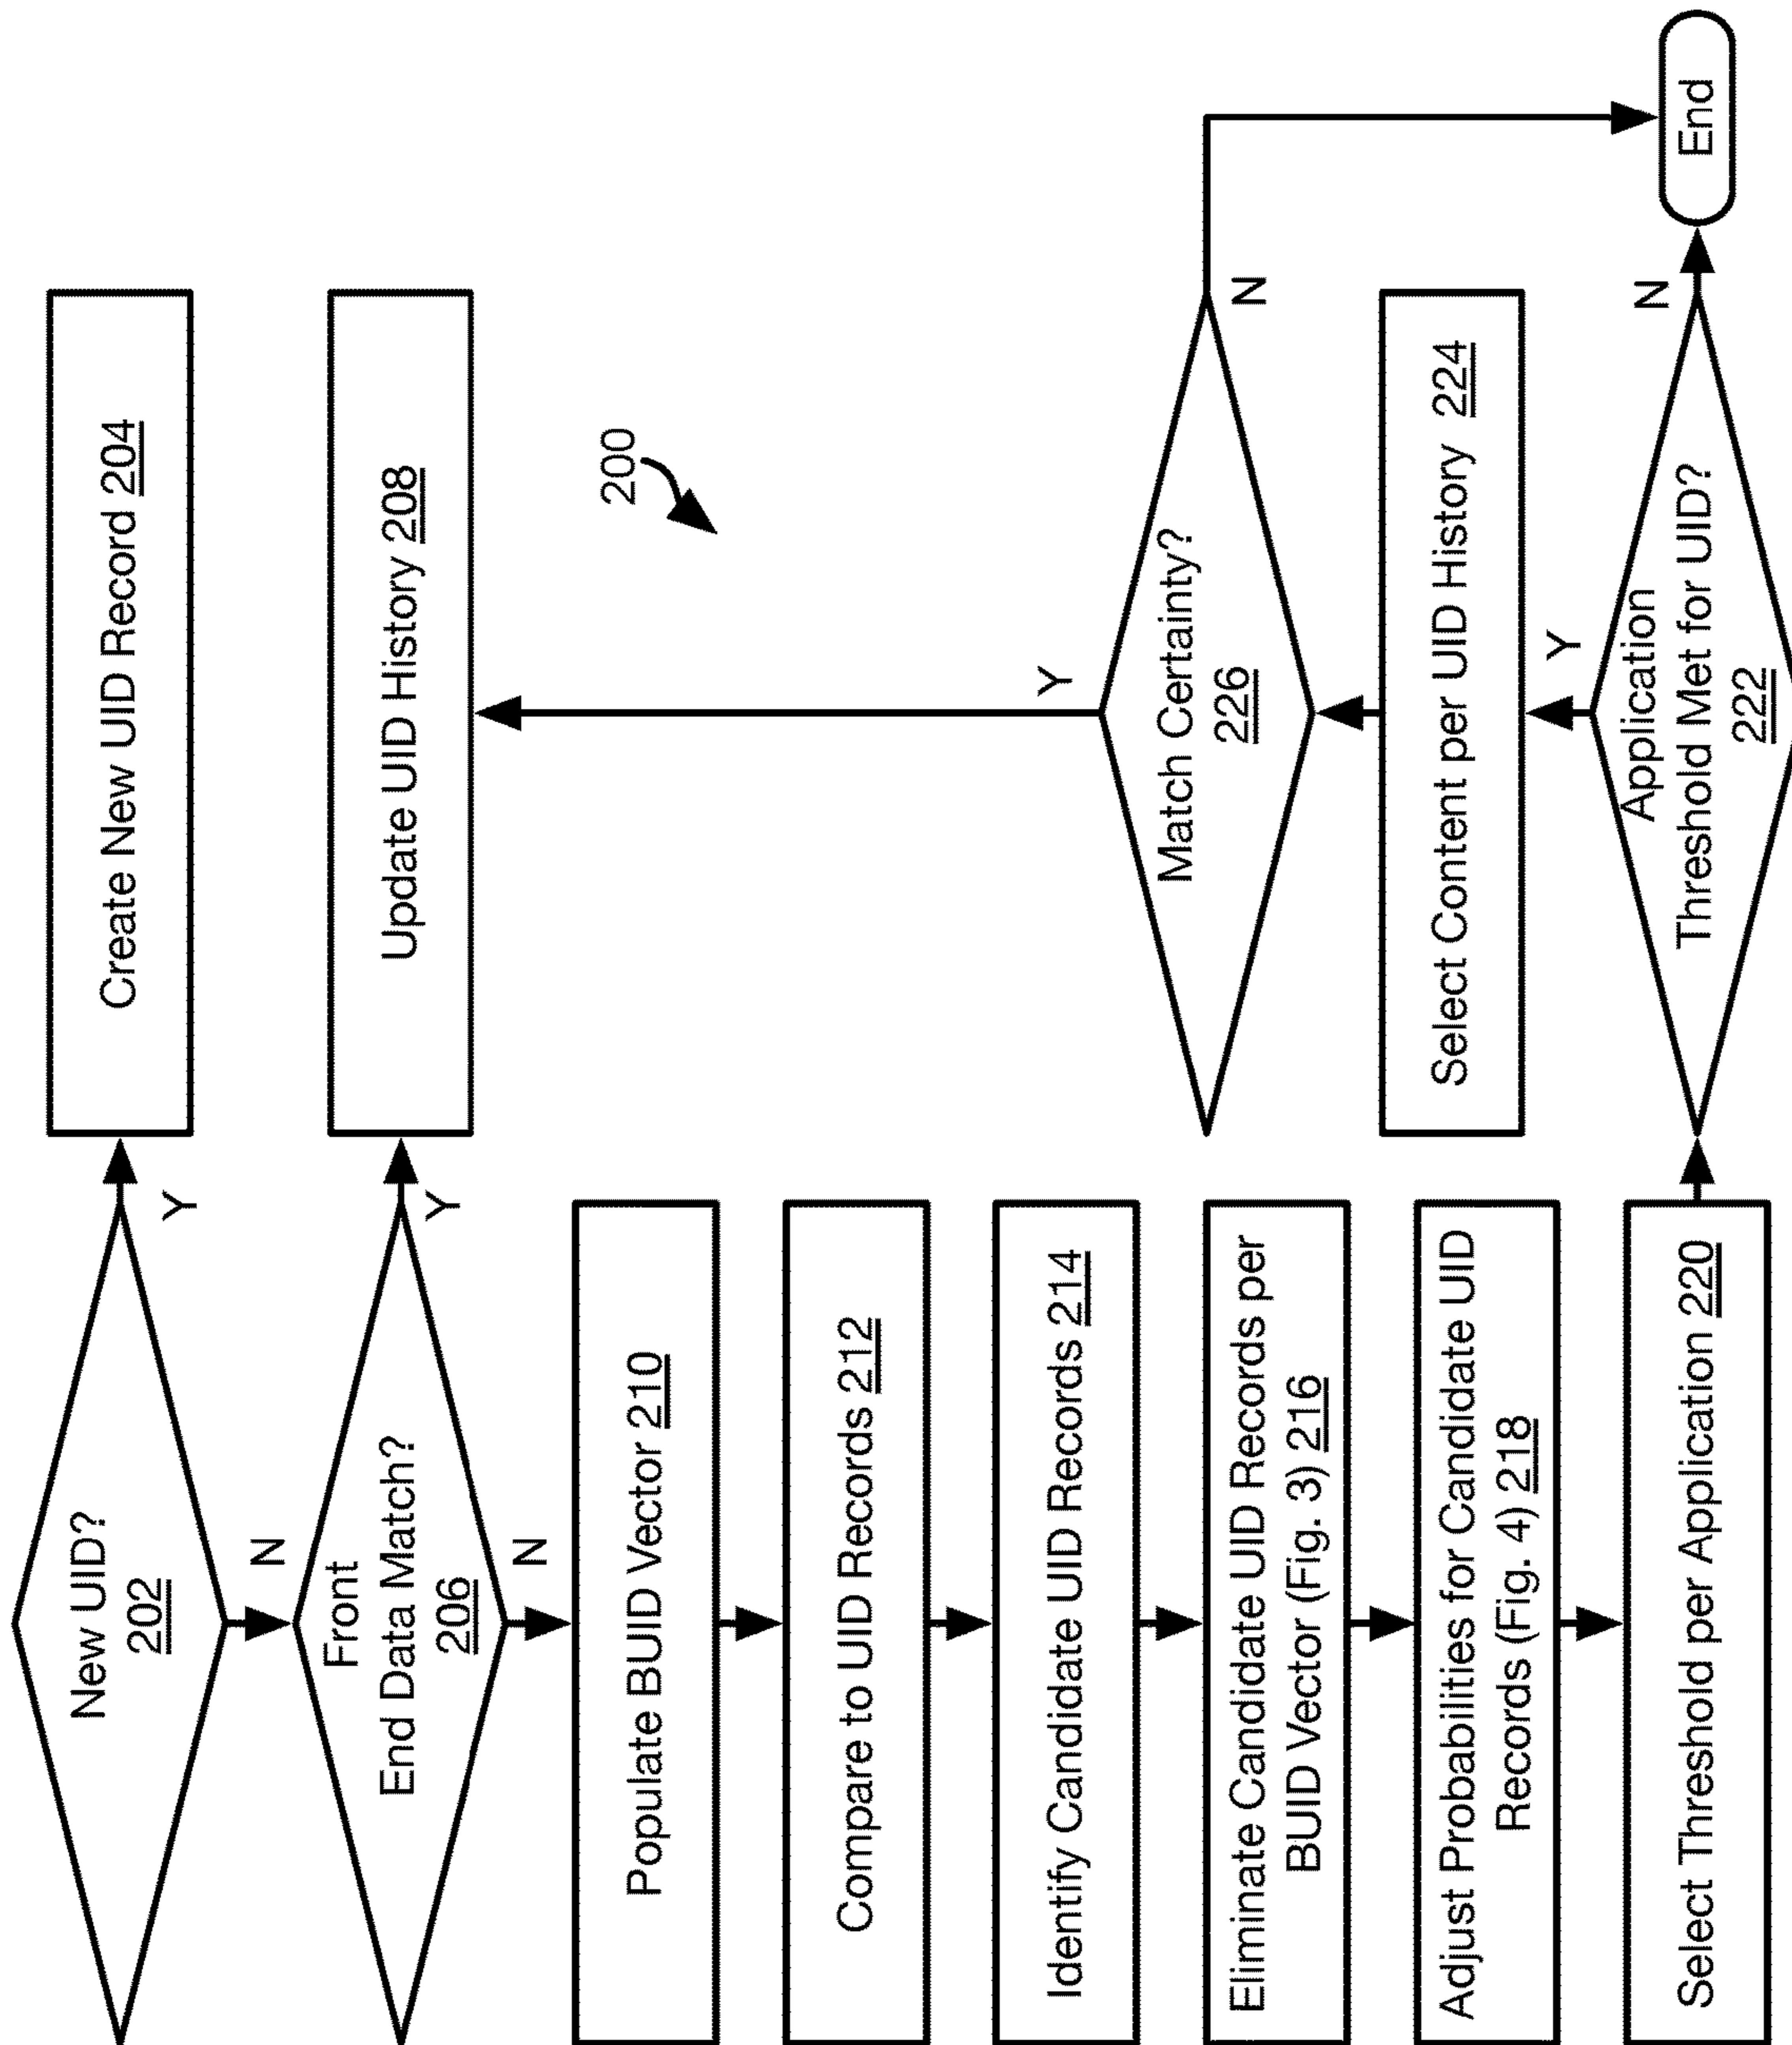 New UID?
202
Y
Create New UID Record 204
N
Front
End Data Match?
206
Y
Update UID History 208
N
Populate BUID Vector 210
200
Compare to UID Records 212
Identify Candidate UID Records 214
Eliminate Candidate UID Records per
BUID Vector (Fig. 3) 216
Adjust Probabilities for Candidate UID
Records (Fig. 4) 218
Select Threshold per Application 220
Y
Match Certainty?
226
N
Select Content per UID History 224
Y
Application
Threshold Met for UID?
222
N
End